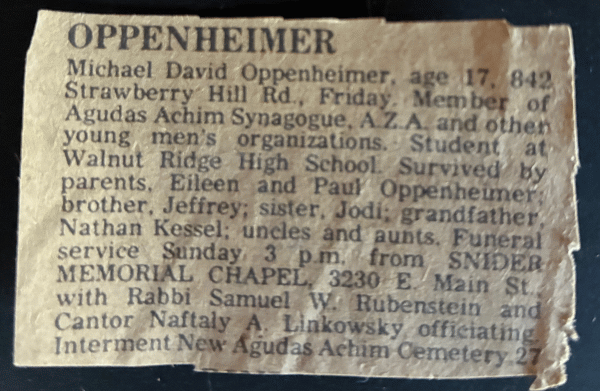 OPPENHEIMER
Michael David Oppenheimer, age 17, 842
Strawberry Hill Rd., Friday. Member of
Agudas Achim Synagogue, A.Z.A. and other
young men's organizations. Student at
Walnut Ridge High School. Survived by
parents, Eileen and Paul Oppenheimer;
brother, Jeffrey; sister, Jodi; grandfather,
Nathan Kessel; uncles and aunts. Funeral
service Sunday 3 p.m. from SNIDER
MEMORIAL CHAPEL, 3230 E. Main St.,
with Rabbi Samuel W. Rubenstein and
Cantor Naftaly A. Linkowsky officiating.
Interment New Agudas Achim Cemetery 27